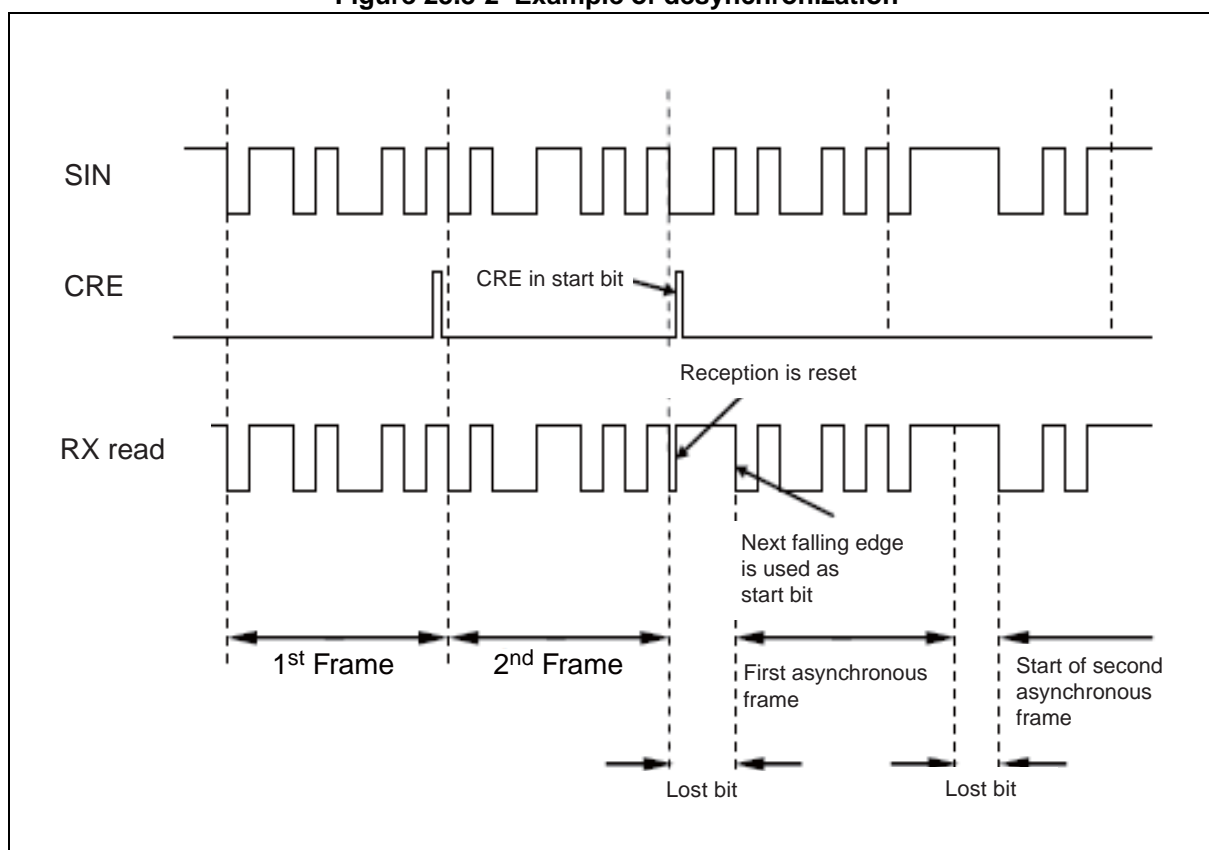 SIN
CRE
CRE in start bit
Reception is reset
RX read
Next falling edge
is used as
start bit
1st Frame
2nd Frame
First asynchronous
frame
Start of second
asynchronous
frame
Lost bit
Lost bit